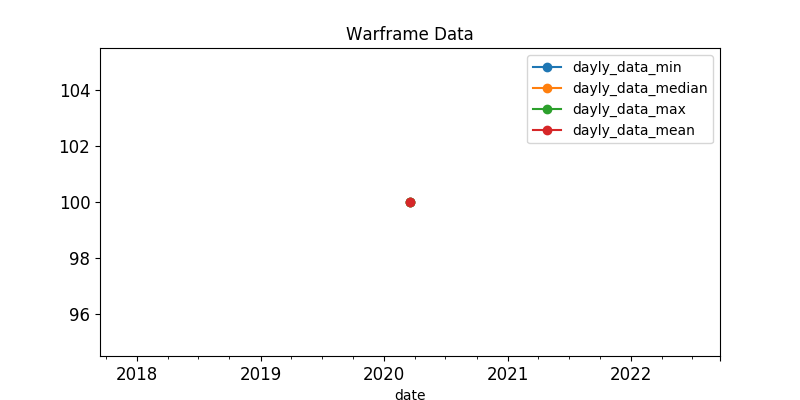 Warframe Data
dayly_data_min
dayly_data_median
dayly_data_max
dayly_data_mean
104
102
100
98
96
2018 2019 2020 2021 2022
date